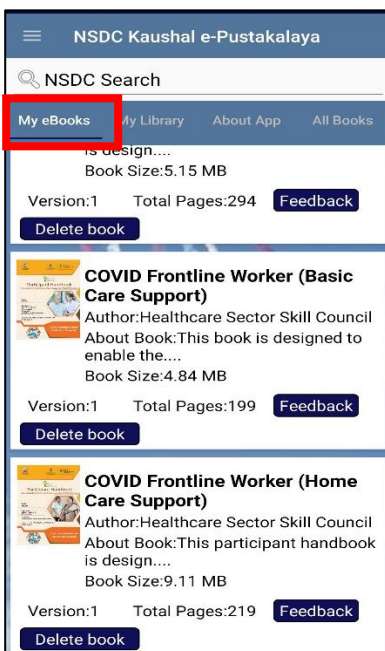 NSDC Kaushal e-Pustakalaya
NSDC Search
My eBooks My Library About App All Books
is design....
Book Size:5.15 MB
Version:1 Total Pages:294 Feedback
Delete book
COVID Frontline Worker (Basic
Care Support)
Author:Healthcare Sector Skill Council
About Book:This book is designed to
enable the....
Book Size:4.84 MB
Version:1 Total Pages:199 Feedback
Delete book
COVID Frontline Worker (Home
Care Support)
Author:Healthcare Sector Skill Council
About Book:This participant handbook
is design....
Book Size:9.11 MB
Version:1 Total Pages:219 Feedback
Delete book